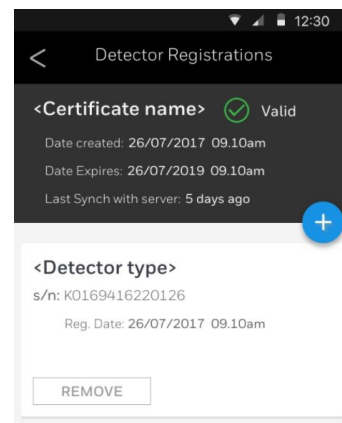 12:30
< Detector Registrations
<Certificate name> Valid
Date created: 26/07/2017 09.10am
Date Expires: 26/07/2019 09.10am
Last Synch with server: 5 days ago
+
<Detector type>
s/n: K0169416220126
Reg. Date: 26/07/2017 09.10am
REMOVE